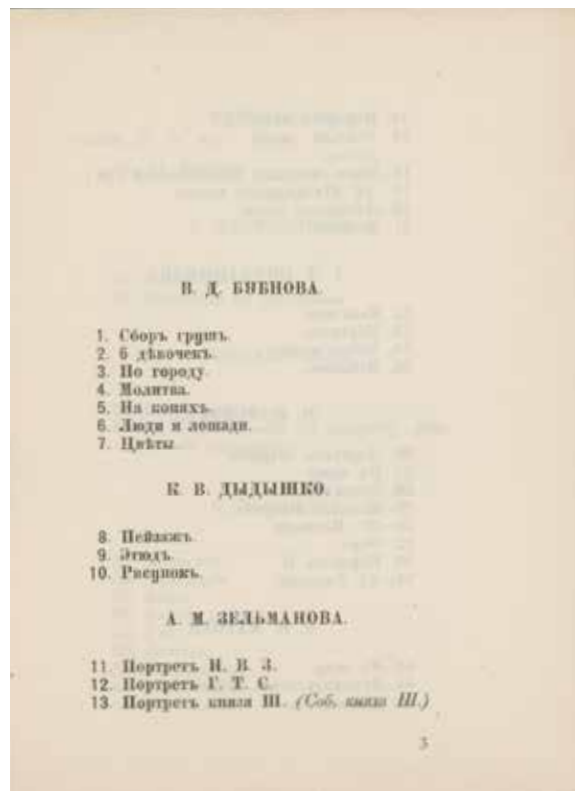 В. Д. БУБНОВА.
1. Сборъ грушъ.
2. 6 дѣвочекъ.
3. По городу.
4. Молитва.
5. На коняхъ.
6. Люди и лошади.
7. Цвѣты.
К. В. ДЫДЫШКО.
8. Пейзажъ.
9. Этюдъ.
10. Рисунокъ.
А. М. ЗЕЛЬМАНОВА.
11. Портретъ Н. В. З.
12. Портретъ Г. Т. С.
13. Портретъ князя Ш. (Соб. князя Ш.)
3